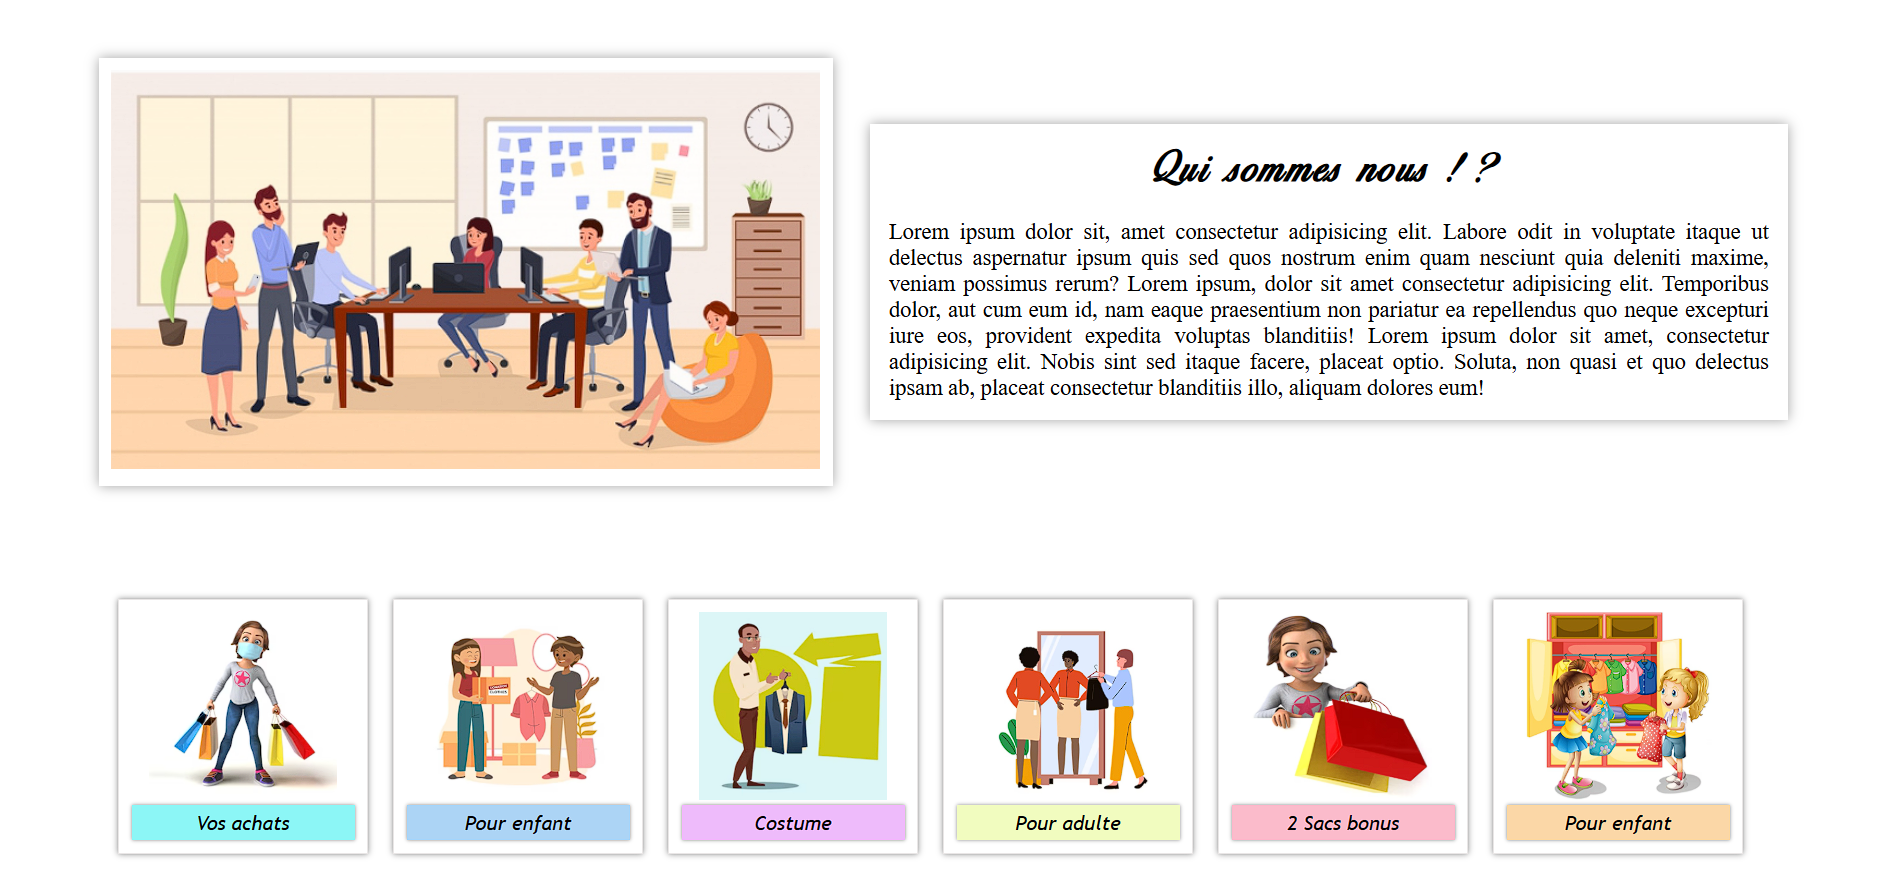 Qui sommes nous ! ?
Lorem ipsum dolor sit, amet consectetur adipisicing elit. Labore odit in voluptate itaque ut
delectus aspernatur ipsum quis sed quos nostrum enim quam nesciunt quia deleniti maxime,
veniam possimus rerum? Lorem ipsum, dolor sit amet consectetur adipisicing elit. Temporibus
dolor, aut cum eum id, nam eaque praesentium non pariatur ea repellendus quo neque excepturi
iure eos, provident expedita voluptas blanditiis! Lorem ipsum dolor sit amet, consectetur
adipisicing elit. Nobis sint sed itaque facere, placeat optio. Soluta, non quasi et quo delectus
ipsam ab, placeat consectetur blanditiis illo, aliquam dolores eum!
Vos achats
Pour enfant
Costume
Pour adulte
2 Sacs bonus
Pour enfant